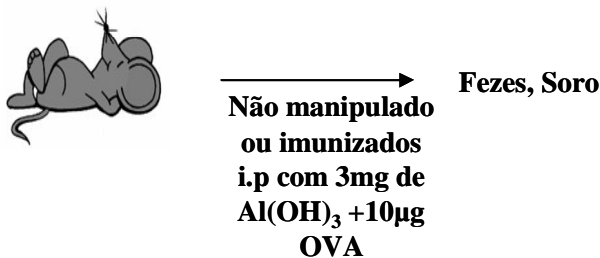 Fezes, Soro
Não manipulado
ou imunizados
i.p com 3mg de
Al(OH)₃ +10µg
OVA